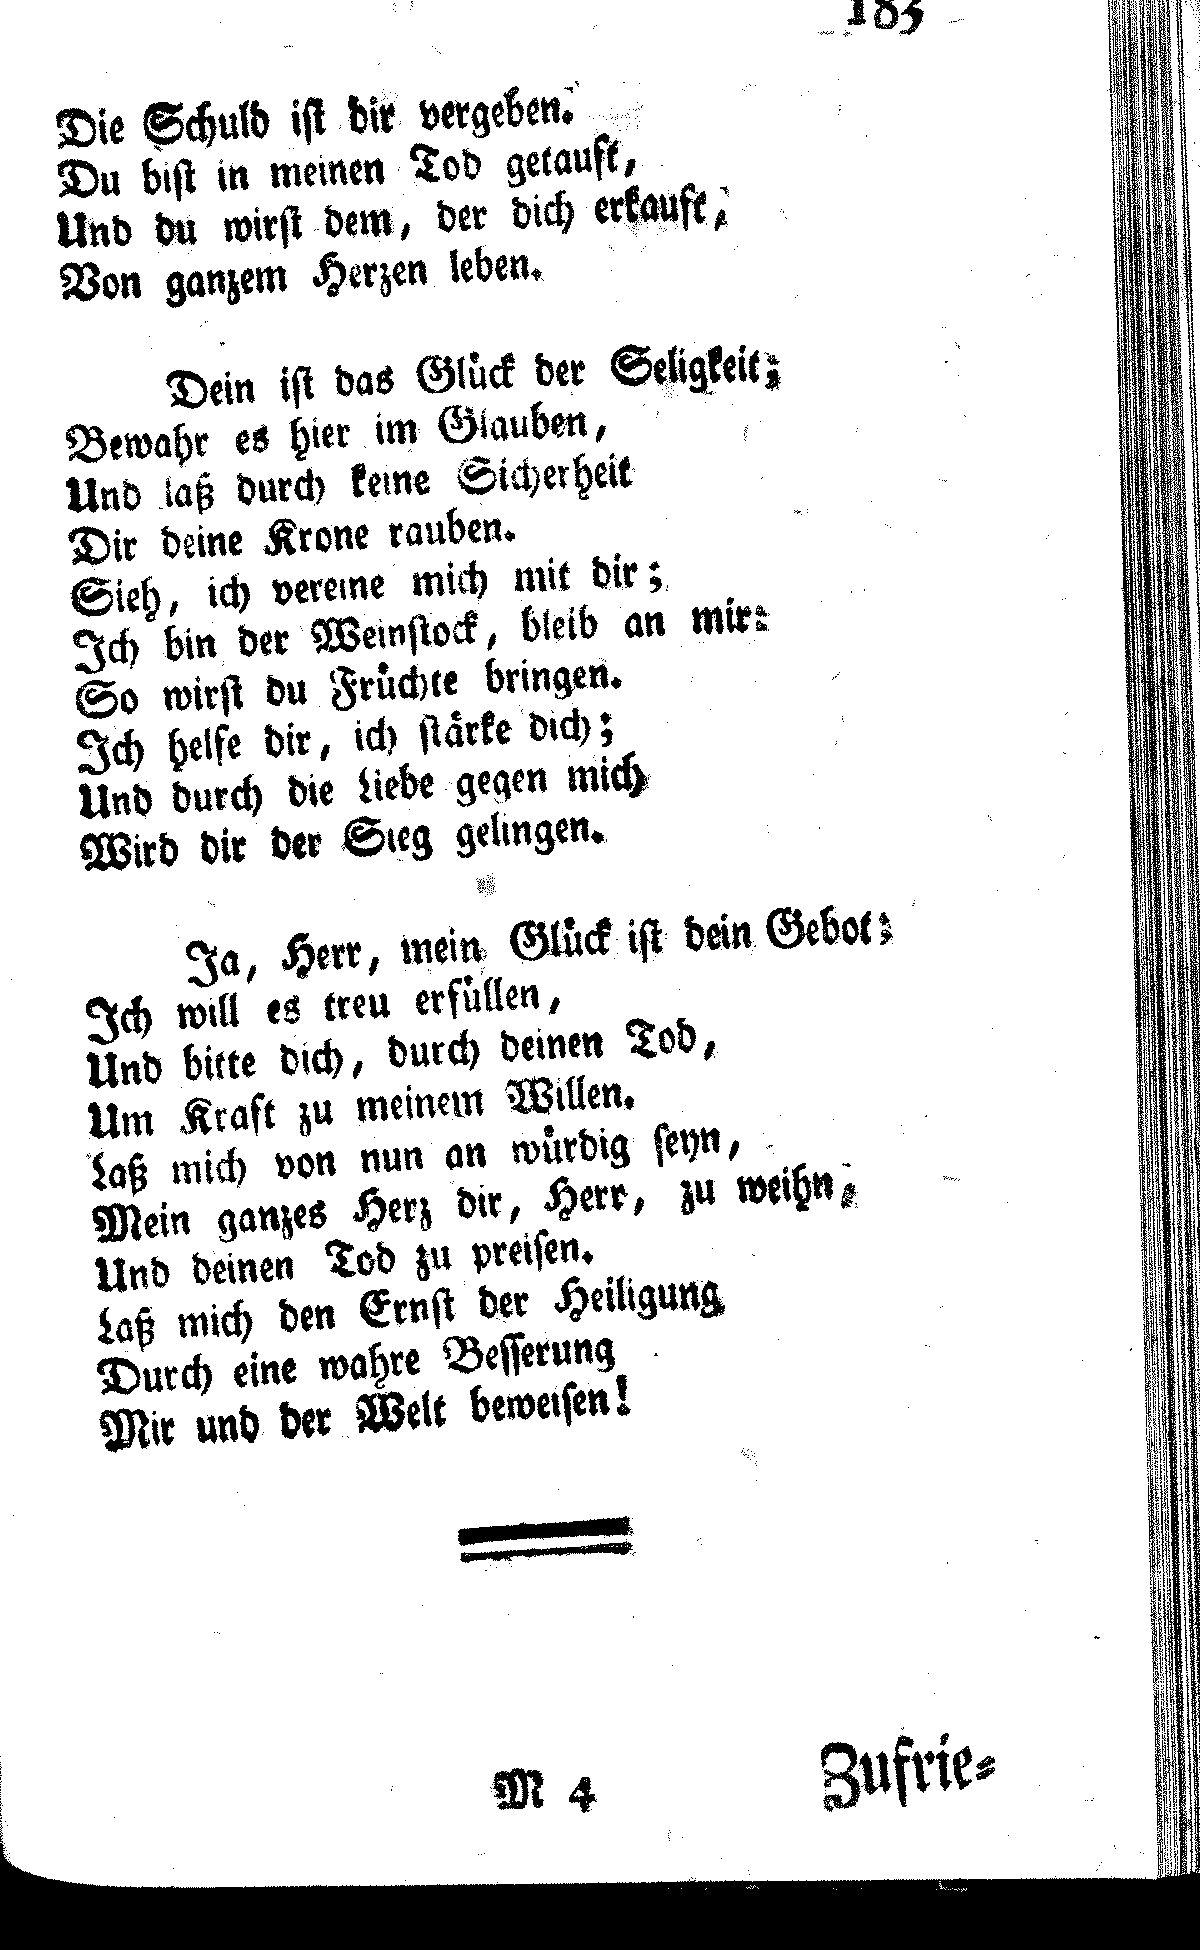 183
Die Schuld ist dir vergeben.
Du bist in meinen Tod getauft,
Und du wirst dem, der dich erkauft,
Von ganzem Herzen leben.
Dein ist das Glück der Seligkeit;
Bewahr es hier im Glauben,
Und laß durch keine Sicherheit
Dir deine Krone rauben.
Sieh, ich vereine mich mit dir;
Ich bin der Weinstock, bleib an mir:
So wirst du Früchte bringen.
Ich helfe dir, ich stärke dich;
Und durch die Liebe gegen mich
Wird dir der Sieg gelingen.
Ja, Herr, mein Glück ist dein Gebot:
Ich will es treu erfüllen,
Und bitte dich, durch deinen Tod,
Um Kraft zu meinem Willen.
Laß mich von nun an würdig seyn,
Mein ganzes Herz dir, Herr, zu weihn,
Und deinen Tod zu preisen.
Laß mich den Ernst der Heiligung
Durch eine wahre Besserung
Mir und der Welt beweisen!
M 4
Zufrie-